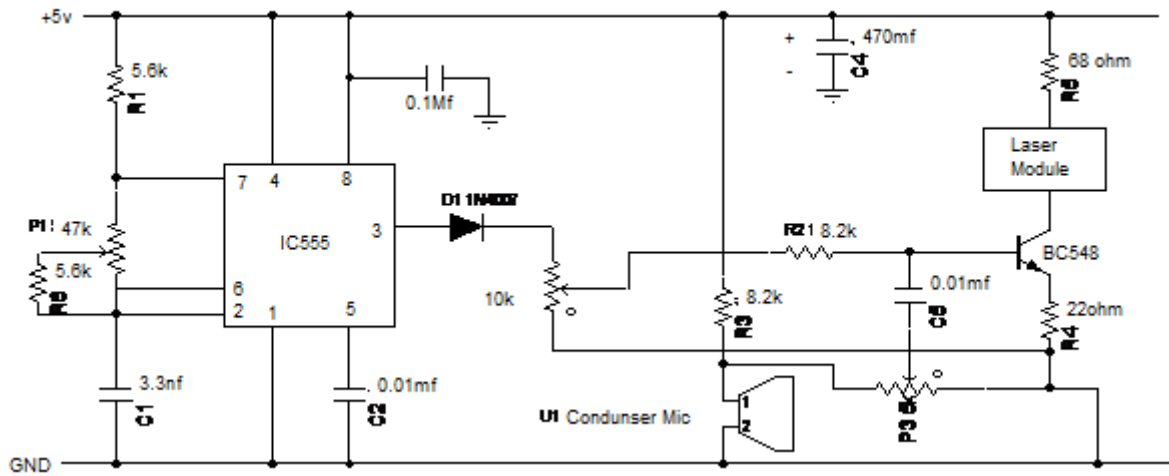 +5v
5.6k
R1
0.1Mf
+
470mf
-
C4
68 ohm
R5
Laser
Module
7
4
8
3
IC555
6
2
1
5
D1 1N4007
P1
47k
5.6k
10k
R2 8.2k
8.2k
R3
BC548
0.01mf
22ohm
R4
3.3nf
C1
0.01mf
C2
U1 Condunser Mic
1
2
GND